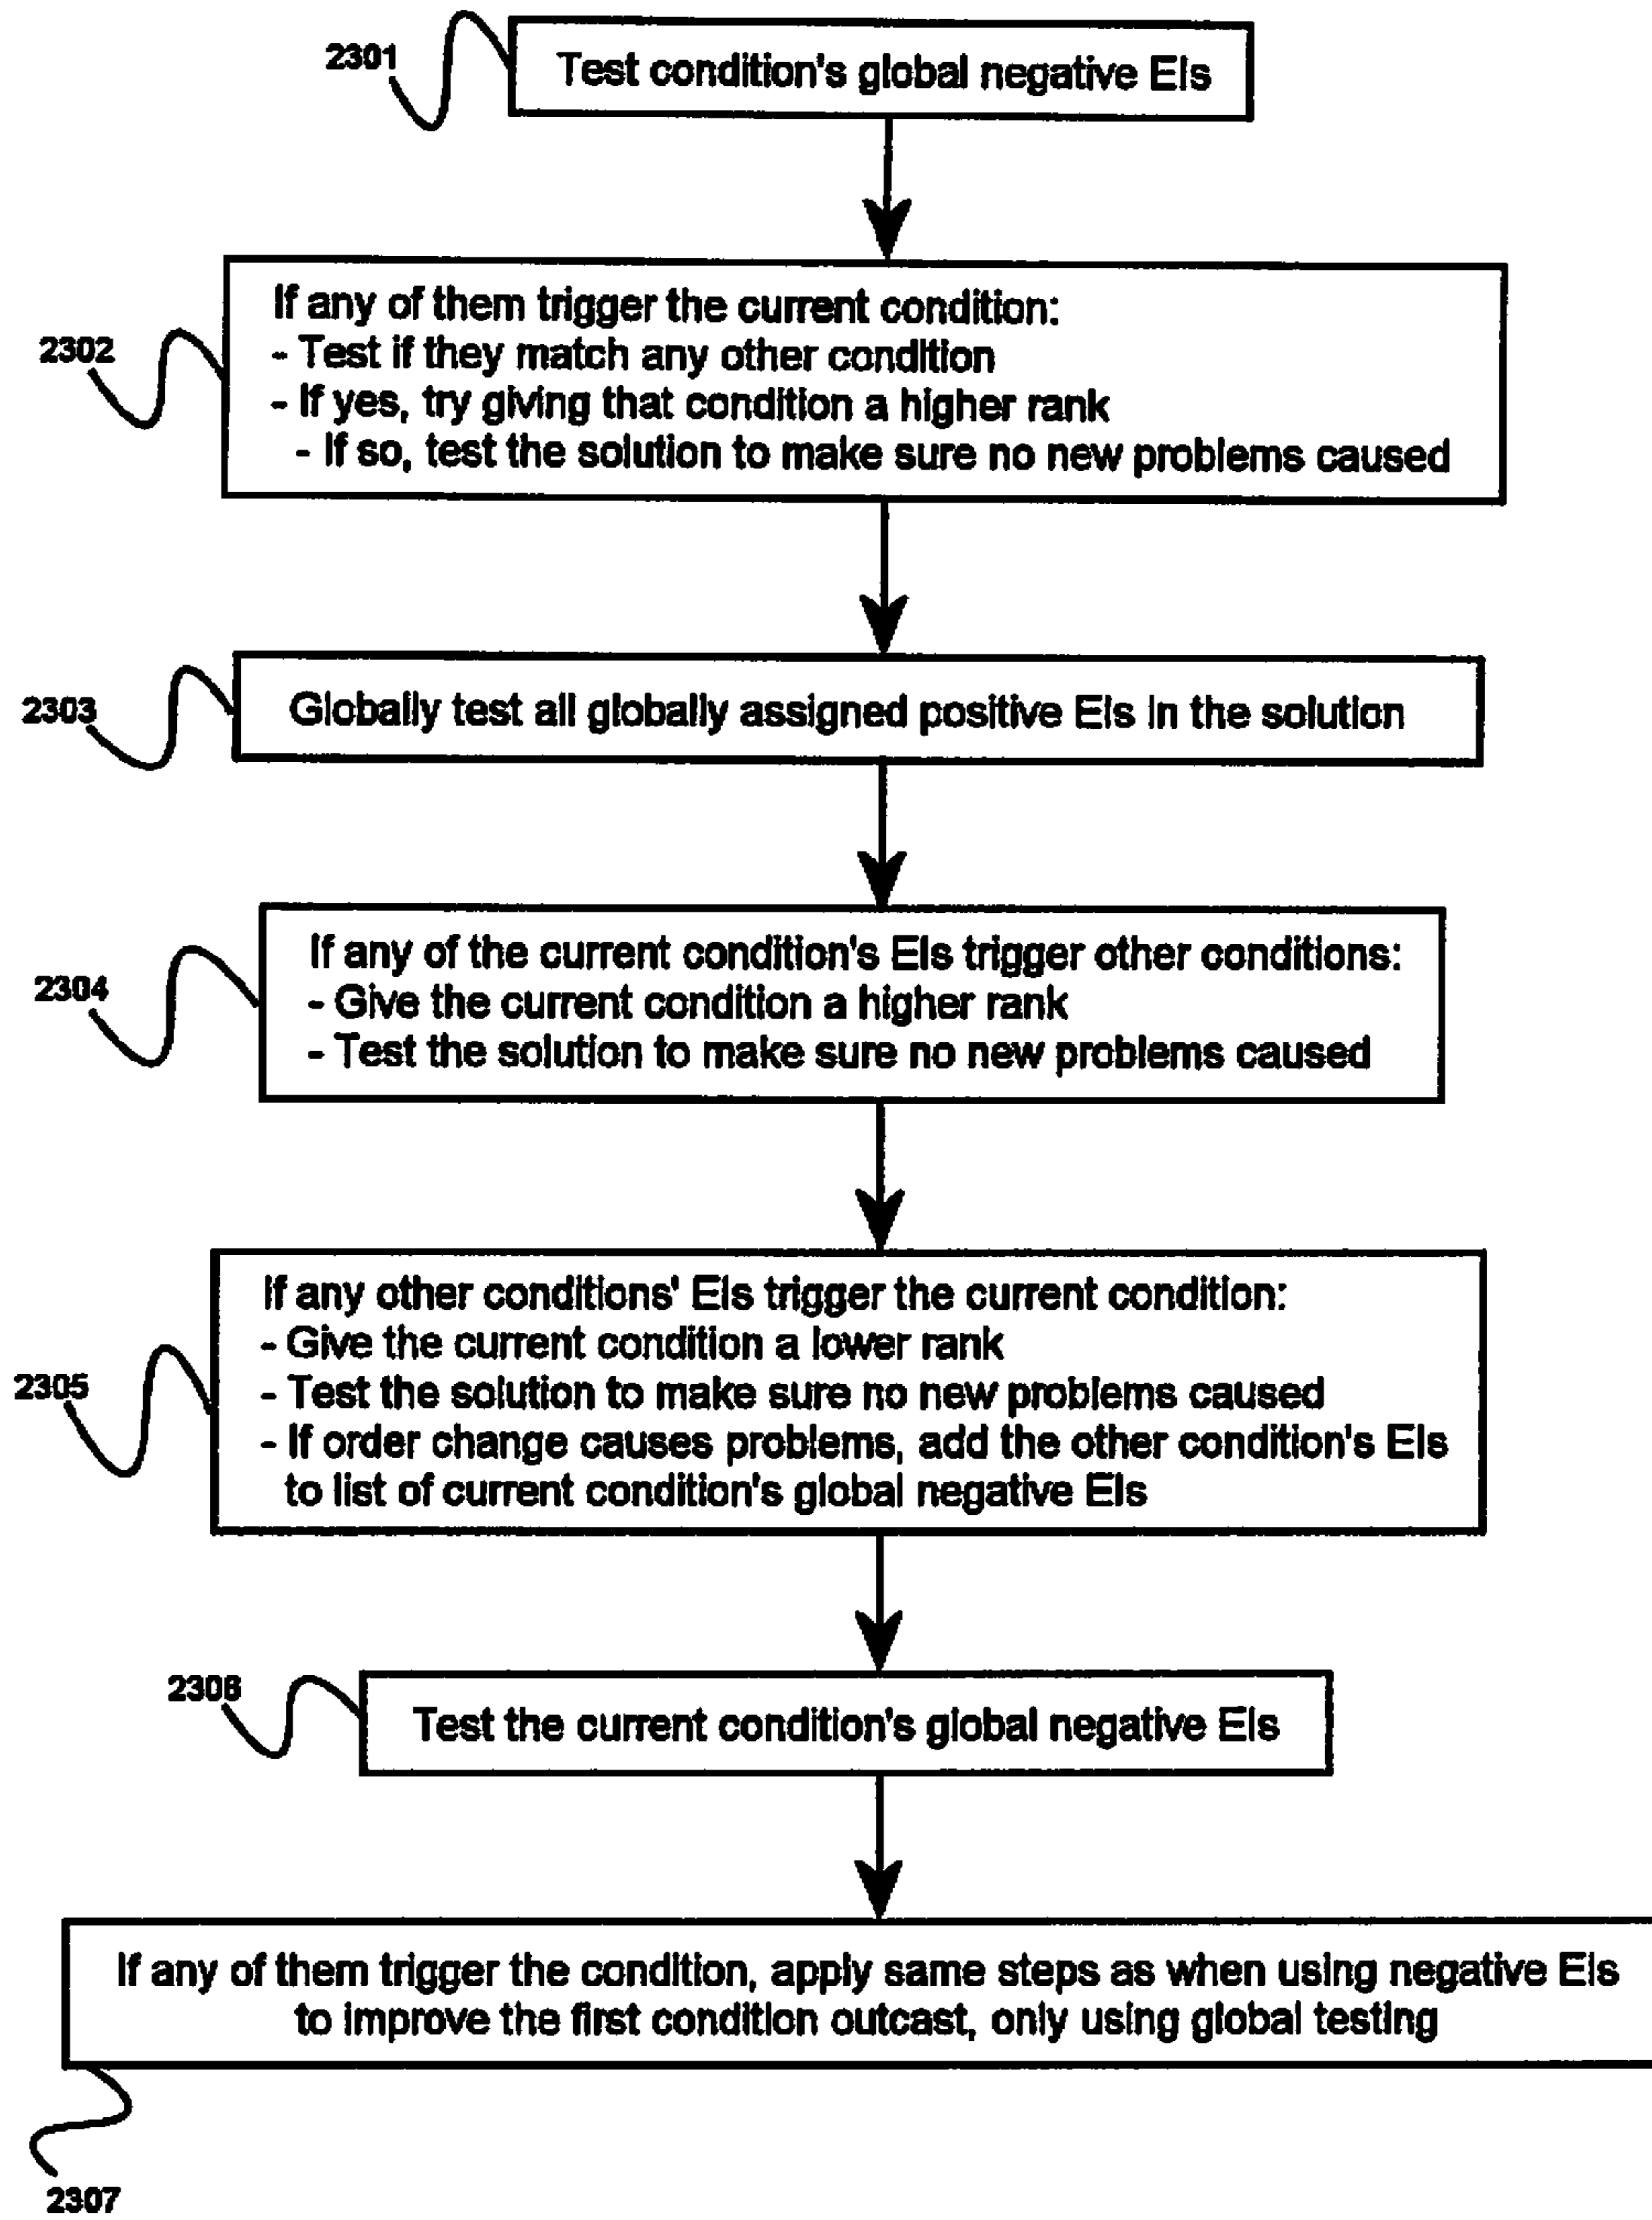 2301
Test condition's global negative EIs
2302
If any of them trigger the current condition:
- Test if they match any other condition
- If yes, try giving that condition a higher rank
- If so, test the solution to make sure no new problems caused
2303
Globally test all globally assigned positive EIs in the solution
2304
If any of the current condition's EIs trigger other conditions:
- Give the current condition a higher rank
- Test the solution to make sure no new problems caused
2305
If any other conditions' EIs trigger the current condition:
- Give the current condition a lower rank
- Test the solution to make sure no new problems caused
- If order change causes problems, add the other condition's EIs
to list of current condition's global negative EIs
2306
Test the current condition's global negative EIs
If any of them trigger the condition, apply same steps as when using negative EIs
to improve the first condition outcast, only using global testing
2307